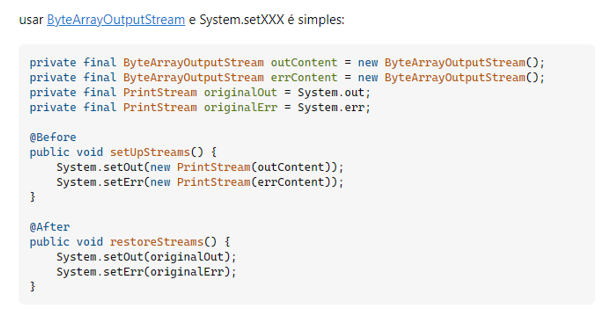 usar ByteArrayOutputStream e System.setXXX é simples:
private final ByteArrayOutputStream outContent = new ByteArrayOutputStream();
private final ByteArrayOutputStream errContent = new ByteArrayOutputStream();
private final PrintStream originalOut = System.out;
private final PrintStream originalErr = System.err;

@Before
public void setUpStreams() {
    System.setOut(new PrintStream(outContent));
    System.setErr(new PrintStream(errContent));
}

@After
public void restoreStreams() {
    System.setOut(originalOut);
    System.setErr(originalErr);
}